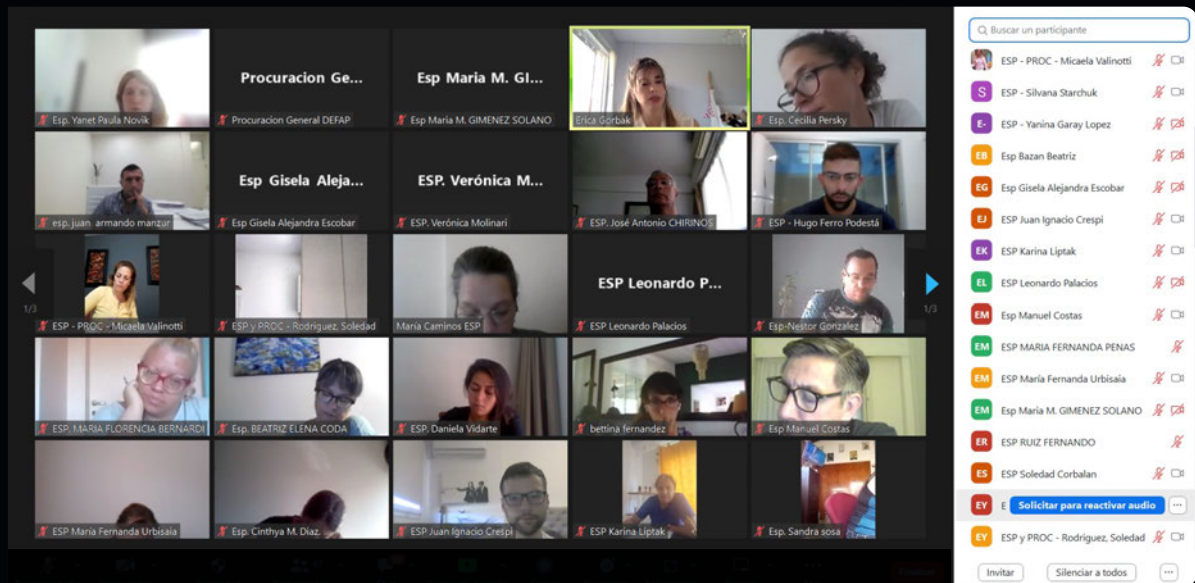 Procuracion Ge...
Esp Maria M. GI...
Esp. Yanet Paula Novik
Procuracion General DEFAP
Esp Maria M. GIMENEZ SOLANO
Erica Gorbak
Esp. Cecilia Persky
Esp Gisela Aleja...
ESP. Verónica M...
esp. juan armando manzur
Esp Gisela Alejandra Escobar
ESP. Verónica Molinari
ESP. José Antonio CHIRINOS
ESP - Hugo Ferro Podestá
ESP Leonardo P...
1/3
1/3
ESP - PROC - Micaela Valinotti
ESP y PROC - Rodriguez, Soledad
María Caminos ESP
ESP Leonardo Palacios
Esp-Nestor Gonzalez
ESP. MARIA FLORENCIA BERNARDI
Esp. BEATRIZ ELENA CODA
ESP. Daniela Vidarte
bettina fernandez
Esp Manuel Costas
ESP María Fernanda Urbisaia
Esp. Cinthya M. Díaz.
ESP Juan Ignacio Crespi
ESP Karina Liptak
Esp. Sandra sosa
Buscar un participante
ESP - PROC - Micaela Valinotti
S ESP - Silvana Starchuk
E- ESP - Yanina Garay Lopez
EB Esp Bazan Beatriz
EG Esp Gisela Alejandra Escobar
EJ ESP Juan Ignacio Crespi
EK ESP Karina Liptak
EL ESP Leonardo Palacios
EM Esp Manuel Costas
EM ESP MARIA FERNANDA PENAS
EM ESP María Fernanda Urbisaia
EM Esp Maria M. GIMENEZ SOLANO
ER ESP RUIZ FERNANDO
ES ESP Soledad Corbalan
EY E Solicitar para reactivar audio ...
EY ESP y PROC - Rodriguez, Soledad
Invitar Silenciar a todos ...